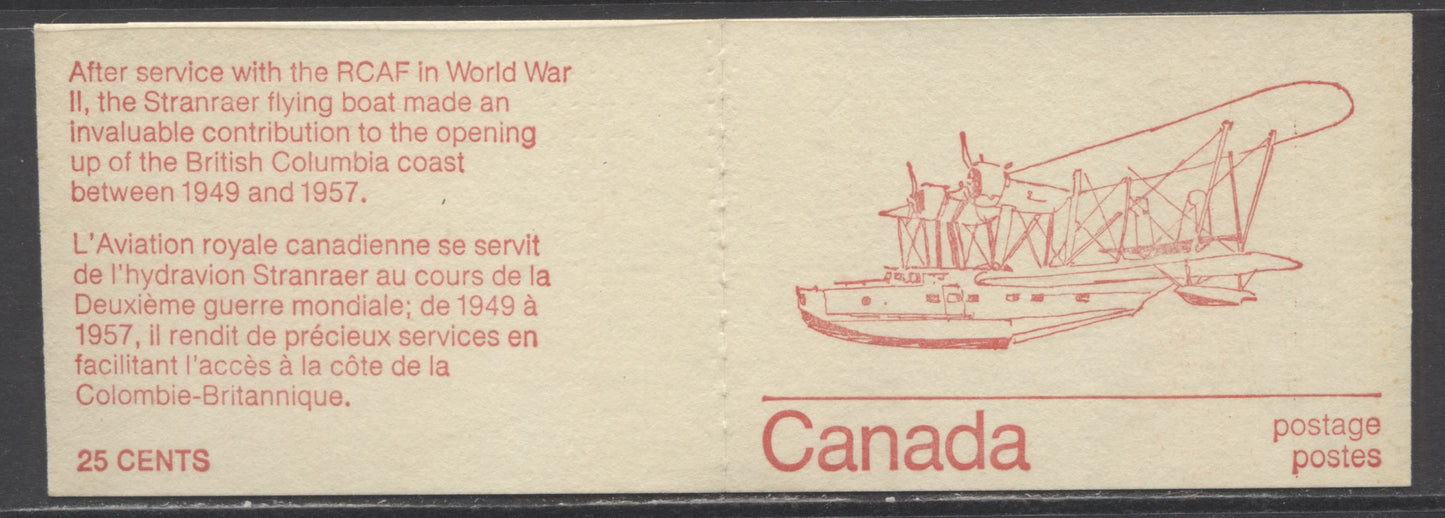 After service with the RCAF in World War
II, the Stranraer flying boat made an
invaluable contribution to the opening
up of the British Columbia coast
between 1949 and 1957.
L'Aviation royale canadienne se servit
de l'hydravion Stranraer au cours de la
Deuxième guerre mondiale; de 1949 à
1957, il rendit de précieux services en
facilitant l'accès à la côte de la
Colombie-Britannique.
25 CENTS
Canada
postage
postes